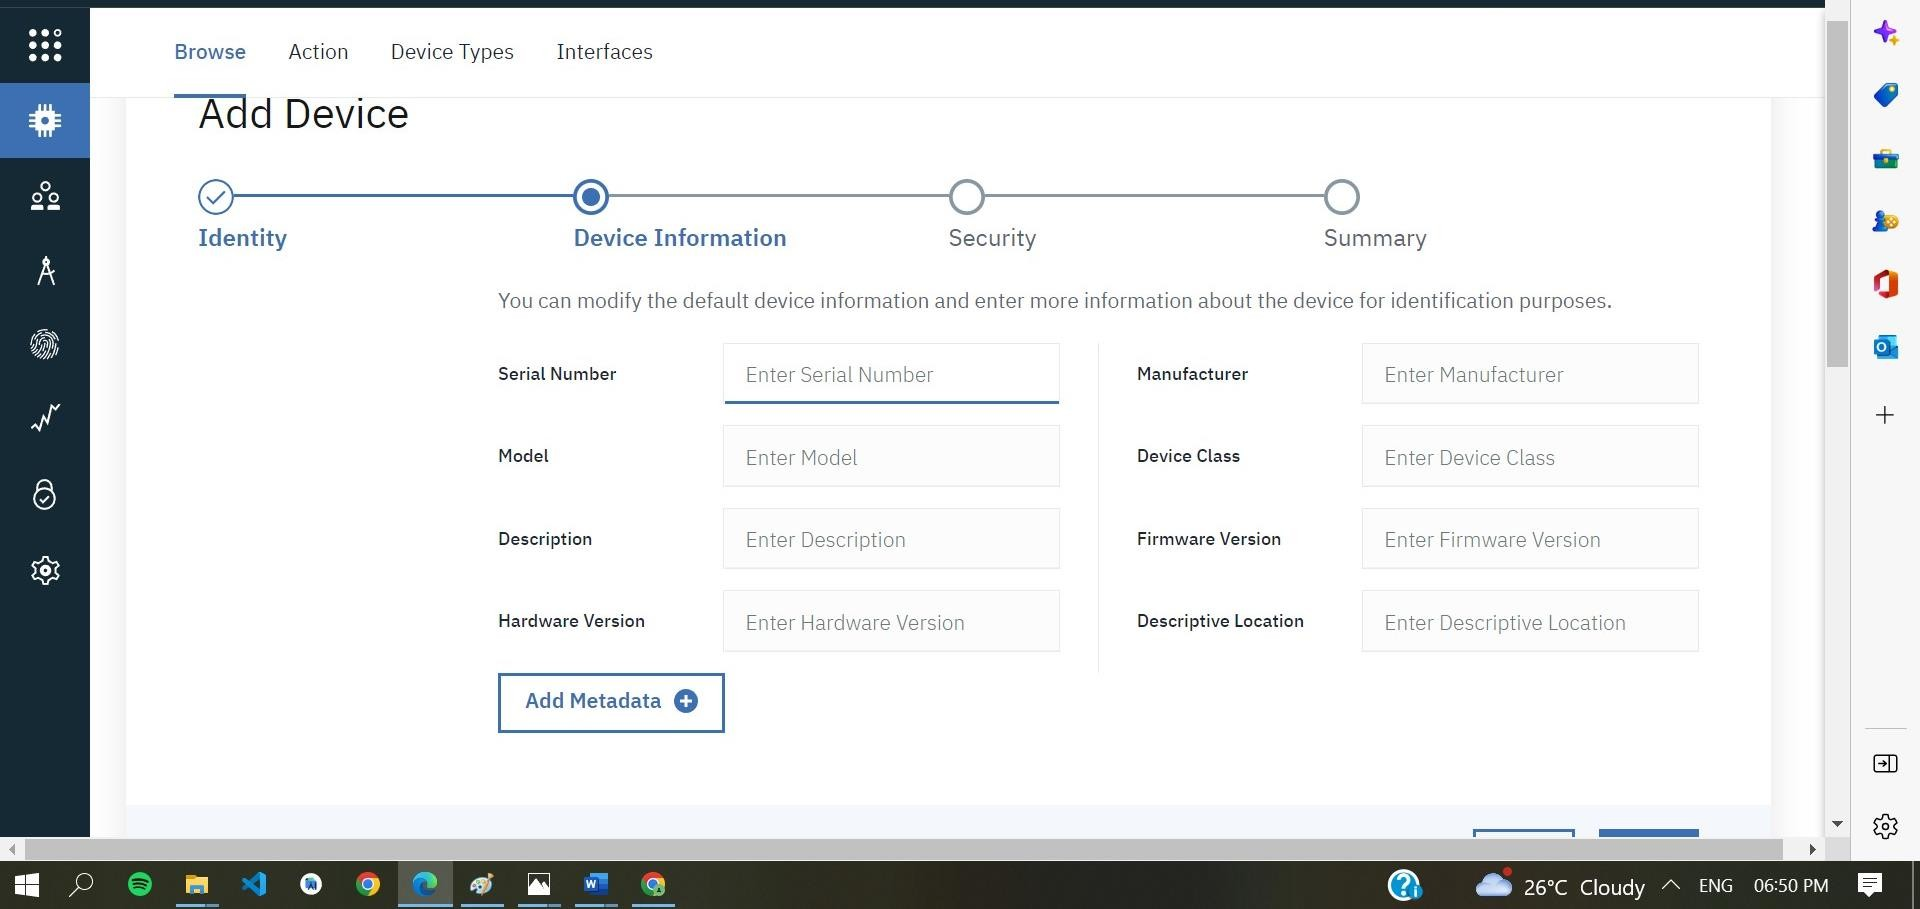 Browse Action Device Types Interfaces
Add Device
Identity Device Information Security Summary
You can modify the default device information and enter more information about the device for identification purposes.
Serial Number Enter Serial Number Manufacturer Enter Manufacturer
Model Enter Model Device Class Enter Device Class
Description Enter Description Firmware Version Enter Firmware Version
Hardware Version Enter Hardware Version Descriptive Location Enter Descriptive Location
Add Metadata
26°C Cloudy ENG 06:50 PM